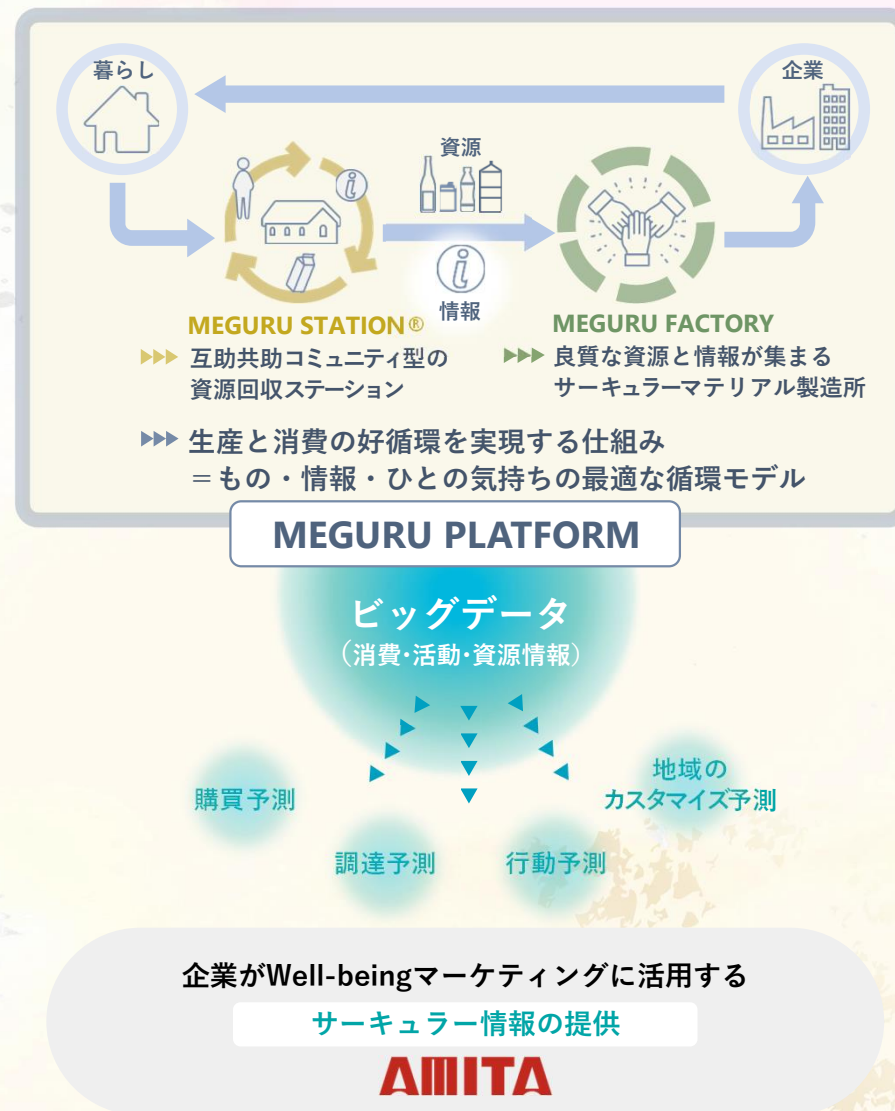 暮らし
企業
資源
情報
MEGURU STATION®
▶▶▶ 互助共助コミュニティ型の
資源回収ステーション
MEGURU FACTORY
▶▶▶ 良質な資源と情報が集まる
サーキュラーマテリアル製造所
▶▶▶ 生産と消費の好循環を実現する仕組み
＝もの・情報・ひとの気持ちの最適な循環モデル
MEGURU PLATFORM
ビッグデータ
（消費・活動・資源情報）
購買予測
調達予測
行動予測
地域の
カスタマイズ予測
企業がWell-beingマーケティングに活用する
サーキュラー情報の提供
AMITA